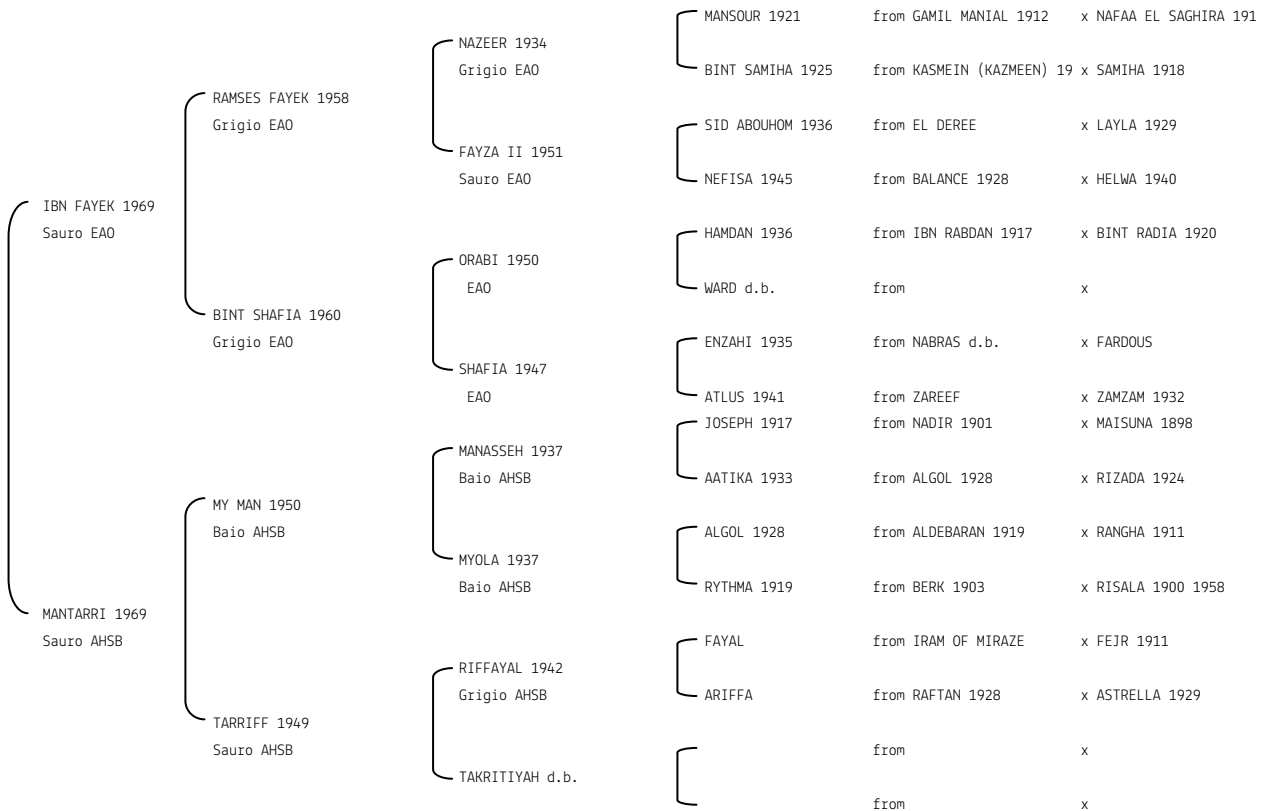 MANSOUR 1921 from GAMIL MANIAL 1912 x NAFAA EL SAGHIRA 191
NAZEER 1934
Grigio EAO
BINT SAMIHA 1925 from KASMEIN (KAZMEEN) 19 x SAMIHA 1918
RAMSES FAYEK 1958
Grigio EAO
SID ABOUHOM 1936 from EL DEREE x LAYLA 1929
FAYZA II 1951
Sauro EAO
NEFISA 1945 from BALANCE 1928 x HELWA 1940
IBN FAYEK 1969
Sauro EAO
HAMDAN 1936 from IBN RABDAN 1917 x BINT RADIA 1920
ORABI 1950
EAO
WARD d.b. from x
BINT SHAFIA 1960
Grigio EAO
ENZAHI 1935 from NABRAS d.b. x FARDOUS
SHAFIA 1947
EAO
ATLUS 1941 from ZAREEF x ZAMZAM 1932
JOSEPH 1917 from NADIR 1901 x MAISUNA 1898
MANASSEH 1937
Baio AHSB
AATIKA 1933 from ALGOL 1928 x RIZADA 1924
MY MAN 1950
Baio AHSB
ALGOL 1928 from ALDEBARAN 1919 x RANGHA 1911
MYOLA 1937
Baio AHSB
RYTHMA 1919 from BERK 1903 x RISALA 1900 1958
MANTARRI 1969
Sauro AHSB
FAYAL from IRAM OF MIRAZE x FEJR 1911
RIFFAYAL 1942
Grigio AHSB
ARIFFA from RAFTAN 1928 x ASTRELLA 1929
TARRIFF 1949
Sauro AHSB
from x
TAKRITIYAH d.b.
from x